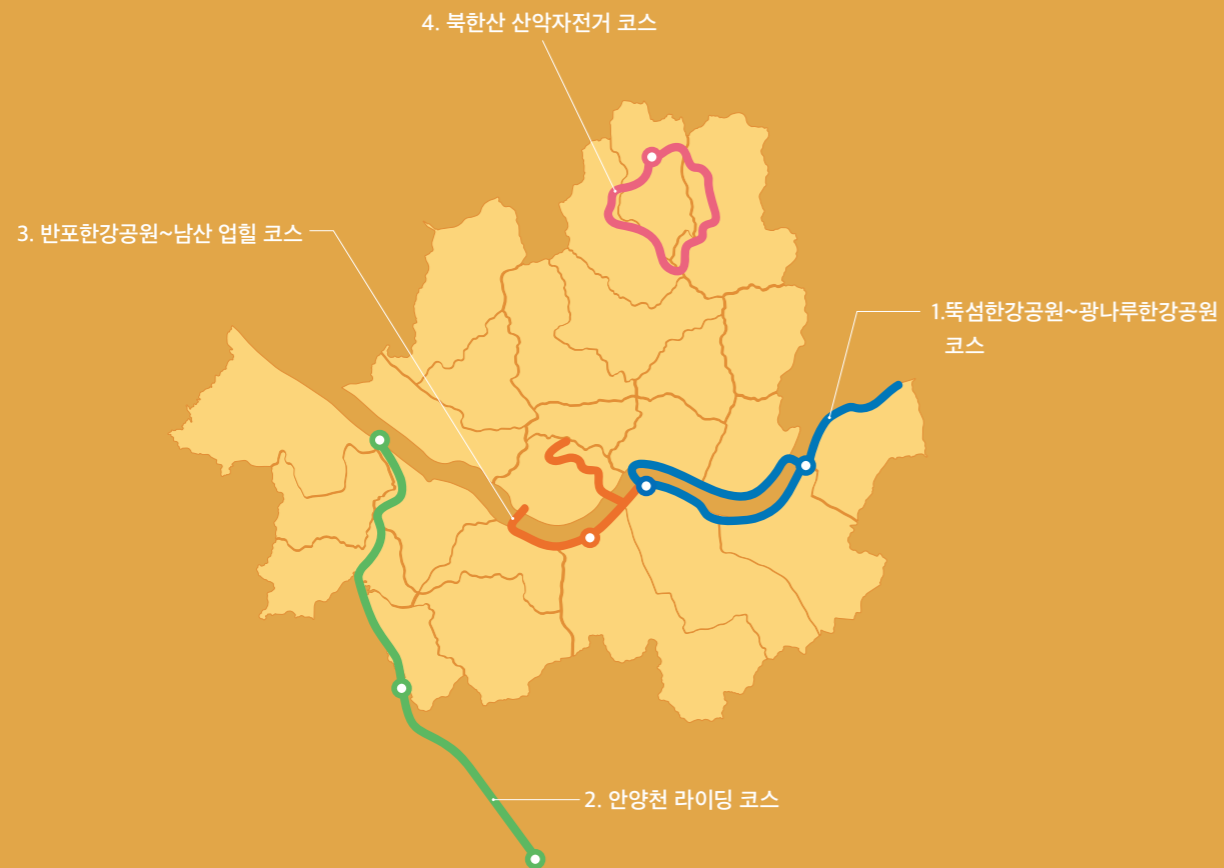 4. 북한산 산악자전거 코스
3. 반포한강공원~남산 업힐 코스
1.뚝섬한강공원~광나루한강공원
코스
2. 안양천 라이딩 코스